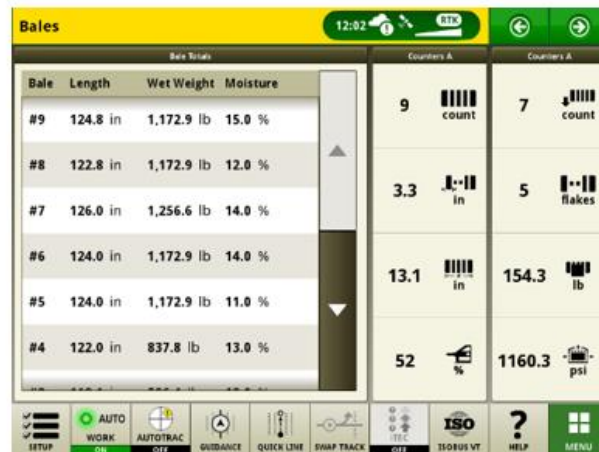 Bales
12:02
RTK
Bale Totals
Counters A
Counters A
Bale Length Wet Weight Moisture
#9 124.8 in 1,172.9 lb 15.0 %
#8 122.8 in 1,172.9 lb 12.0 %
#7 126.0 in 1,256.6 lb 14.0 %
#6 124.0 in 1,172.9 lb 14.0 %
#5 124.0 in 1,172.9 lb 11.0 %
#4 122.0 in 837.8 lb 13.0 %
9 count
3.3 in
13.1 in
52 %
7 count
5 flakes
154.3 lb
1160.3 psi
SETUP
AUTO
WORK
ON
AUTOTRAC
OFF
GUIDANCE
QUICK LINE
SWAP TRACK
iTEC
OFF
ISO
ISOBUS VT
?
HELP
MENU